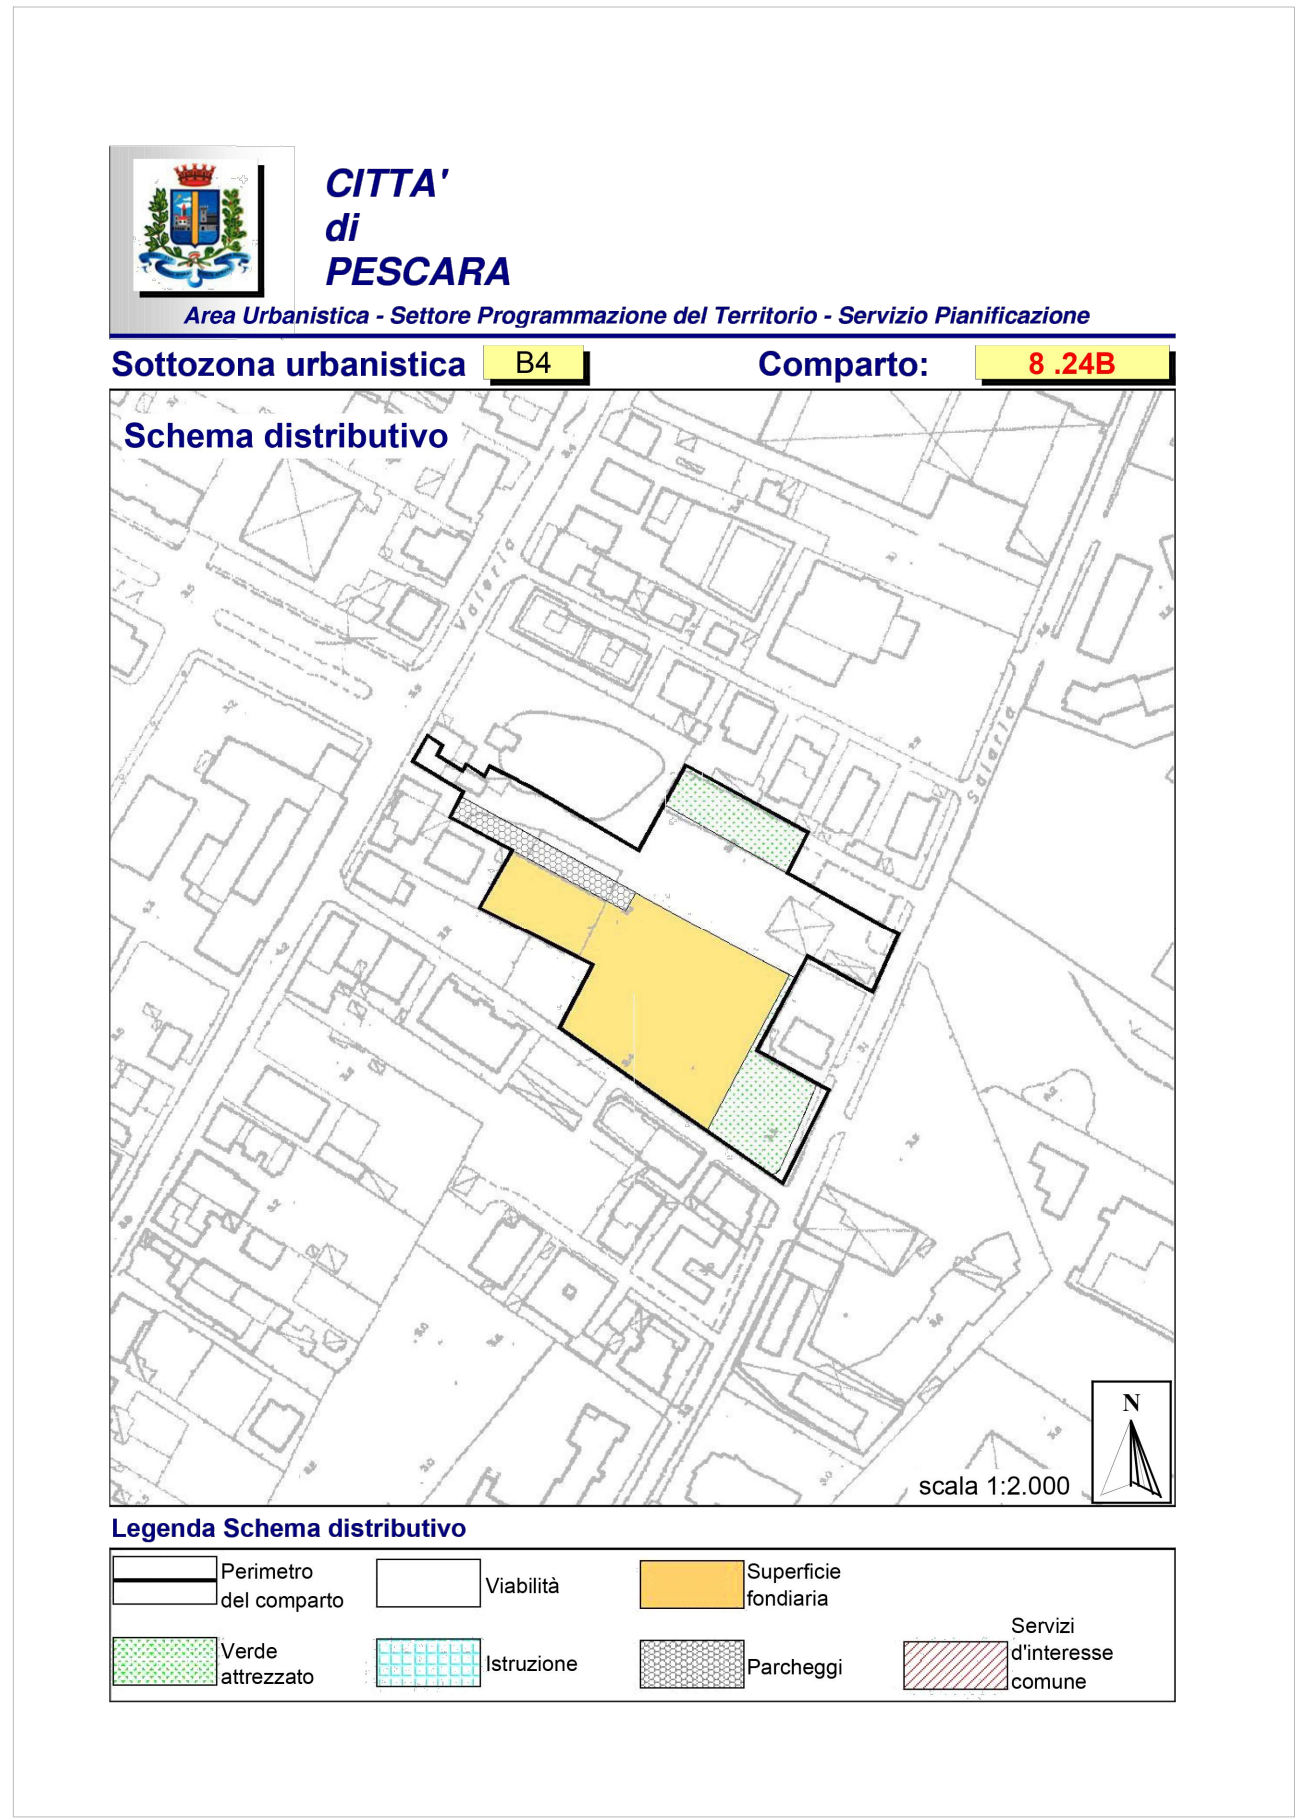 CITTA'
di
PESCARA
Area Urbanistica - Settore Programmazione del Territorio - Servizio Pianificazione
Sottozona urbanistica B4 Comparto: 8 .24B
Schema distributivo
Valeria
Salaria
N
scala 1:2.000
Legenda Schema distributivo
Perimetro
del comparto
Viabilità
Superficie
fondiaria
Verde
attrezzato
Istruzione
Parcheggi
Servizi
d'interesse
comune